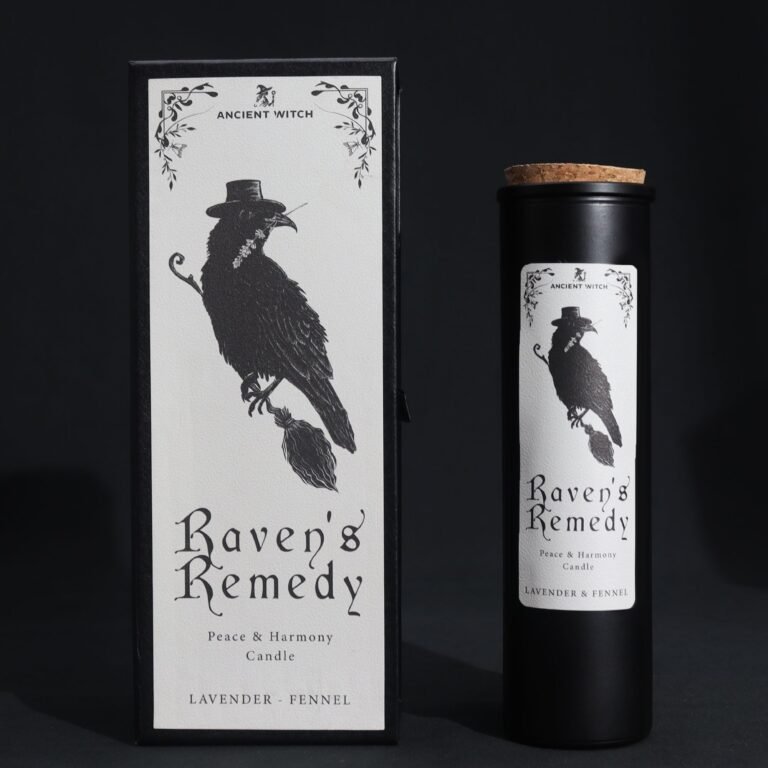 ANCIENT WITCH
Raven's
Remedy
Peace & Harmony
Candle
LAVENDER - FENNEL
ANCIENT WITCH
Raven's
Remedy
Peace & Harmony
Candle
LAVENDER & FENNEL